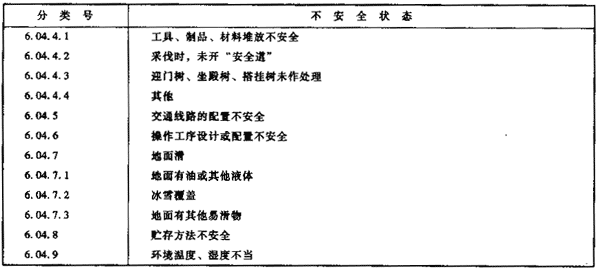 分类号 不安全状态
6.04.4.1 工具、制品、材料堆放不安全
6.04.4.2 采伐时，未开“安全道”
6.04.4.3 迎门树、坐殿树、搭挂树未作处理
6.04.4.4 其他
6.04.5 交通线路的配置不安全
6.04.6 操作工序设计或配置不安全
6.04.7 地面滑
6.04.7.1 地面有油或其他液体
6.04.7.2 冰雪覆盖
6.04.7.3 地面有其他易滑物
6.04.8 贮存方法不安全
6.04.9 环境温度、湿度不当